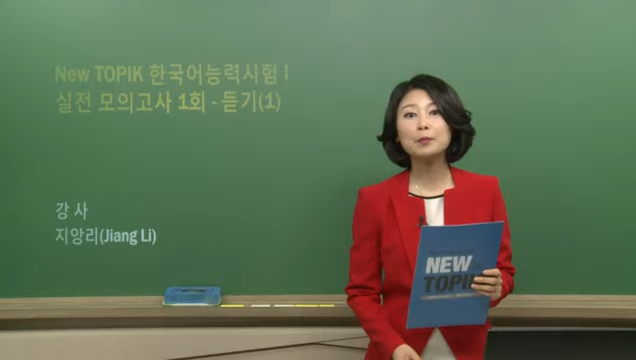 New TOPIK 한국어능력시험 I
실전 모의고사 1회 - 듣기(1)
강 사
지앙리(Jiang Li)
NEW
TOPIK